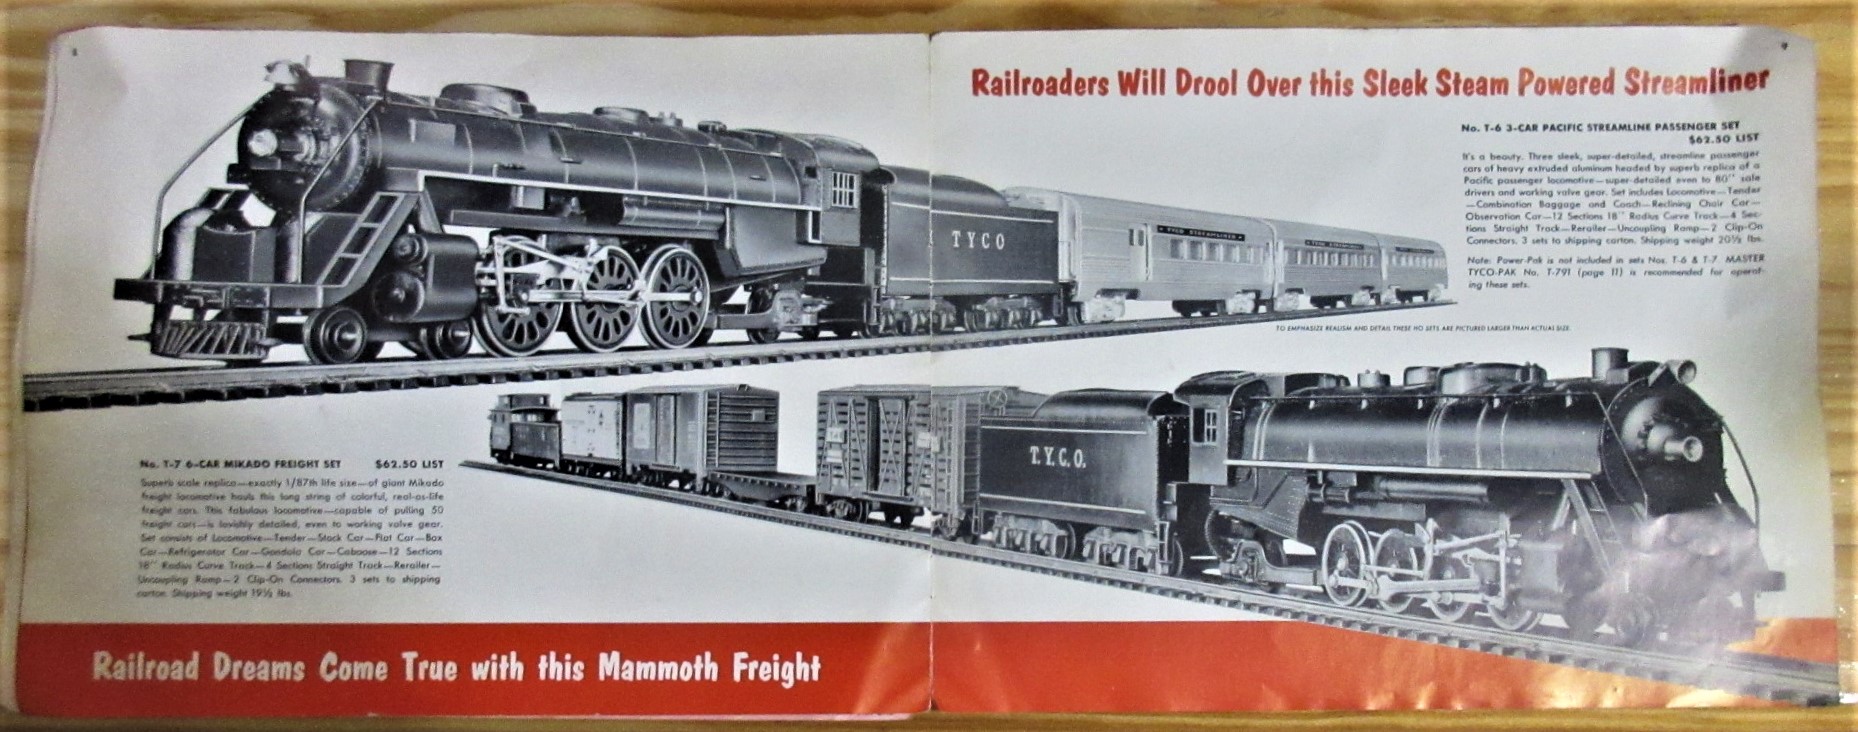 8
9
Railroaders Will Drool Over this Sleek Steam Powered Streamliner
No. T-6 3-CAR PACIFIC STREAMLINE PASSENGER SET
$62.50 LIST
It's a beauty. Three sleek, super-detailed, streamline passenger
cars of heavy extruded aluminum headed by superb replica of a
Pacific passenger locomotive—super-detailed even to 80" scale
drivers and working valve gear. Set includes Locomotive—Tender
—Combination Baggage and Coach—Reclining Chair Car—
Observation Car—12 Sections 18" Radius Curve Track—4 Sec-
tions Straight Track—Rerailer—Uncoupling Ramp—2 Clip-On
Connectors. 3 sets to shipping carton. Shipping weight 20½ lbs.
Note: Power-Pak is not included in sets Nos. T-6 & T-7. MASTER
TYCO-PAK No. T-791 (page 11) is recommended for operat-
ing these sets.
TYCO
TYCO STREAMLINER
TO EMPHASIZE REALISM AND DETAIL THESE HO SETS ARE PICTURED LARGER THAN ACTUAL SIZE.
T.Y.C.O.
No. T-7 6-CAR MIKADO FREIGHT SET $62.50 LIST
Superb scale replica—exactly 1/87th life size—of giant Mikado
freight locomotive hauls this long string of colorful, real-as-life
freight cars. This fabulous locomotive—capable of pulling 50
freight cars—is lavishly detailed, even to working valve gear.
Set consists of Locomotive—Tender—Stock Car—Flat Car—Box
Car—Refrigerator Car—Gondola Car—Caboose—12 Sections
18" Radius Curve Track—4 Sections Straight Track—Rerailer—
Uncoupling Ramp—2 Clip-On Connectors. 3 sets to shipping
carton. Shipping weight 19½ lbs.
Railroad Dreams Come True with this Mammoth Freight